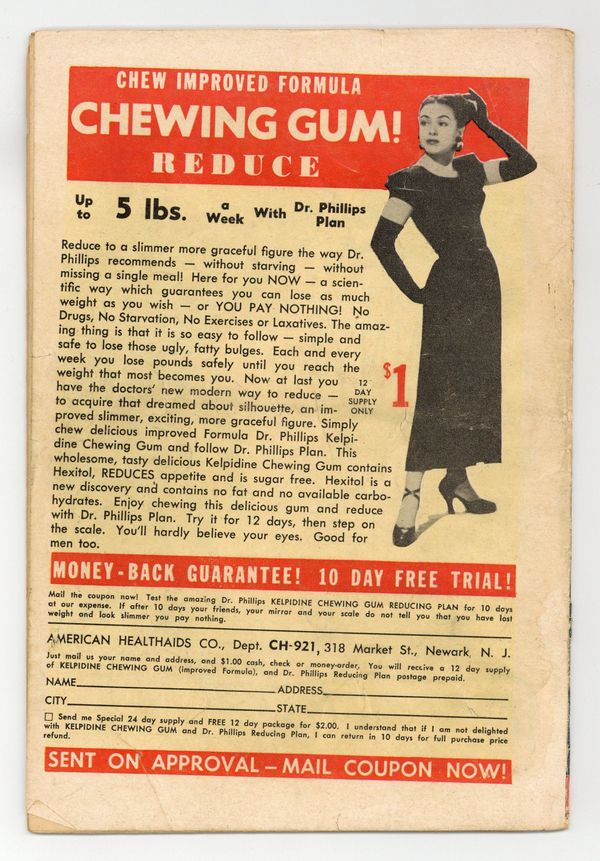 CHEW IMPROVED FORMULA
CHEWING GUM!
REDUCE
Up to 5 lbs. a Week With Dr. Phillips Plan
Reduce to a slimmer more graceful figure the way Dr.
Phillips recommends — without starving — without
missing a single meal! Here for you NOW — a scien-
tific way which guarantees you can lose as much
weight as you wish — or YOU PAY NOTHING! No
Drugs, No Starvation, No Exercises or Laxatives. The amaz-
ing thing is that it is so easy to follow — simple and
safe to lose those ugly, fatty bulges. Each and every
week you lose pounds safely until you reach the
weight that most becomes you. Now at last you
have the doctors' new modern way to reduce —
to acquire that dreamed about silhouette, an im-
proved slimmer, exciting, more graceful figure. Simply
chew delicious improved Formula Dr. Phillips Kelpi-
dine Chewing Gum and follow Dr. Phillips Plan. This
wholesome, tasty delicious Kelpidine Chewing Gum contains
Hexitol, REDUCES appetite and is sugar free. Hexitol is a
new discovery and contains no fat and no available carbo-
hydrates. Enjoy chewing this delicious gum and reduce
with Dr. Phillips Plan. Try it for 12 days, then step on
the scale. You'll hardly believe your eyes. Good for
men too.
$1
12
DAY
SUPPLY
ONLY
MONEY-BACK GUARANTEE! 10 DAY FREE TRIAL!
Mail the coupon now! Test the amazing Dr. Phillips KELPIDINE CHEWING GUM REDUCING PLAN for 10 days
at our expense. If after 10 days your friends, your mirror and your scale do not tell you that you have lost
weight and look slimmer you pay nothing.
AMERICAN HEALTHAIDS CO., Dept. CH-921, 318 Market St., Newark, N. J.
Just mail us your name and address, and $1.00 cash, check or money-order. You will receive a 12 day supply
of KELPIDINE CHEWING GUM (improved Formula), and Dr. Phillips Reducing Plan postage prepaid.
NAME ADDRESS
CITY STATE
☐ Send me Special 24 day supply and FREE 12 day package for $2.00. I understand that if I am not delighted
with KELPIDINE CHEWING GUM and Dr. Phillips Reducing Plan, I can return in 10 days for full purchase price
refund.
SENT ON APPROVAL – MAIL COUPON NOW!